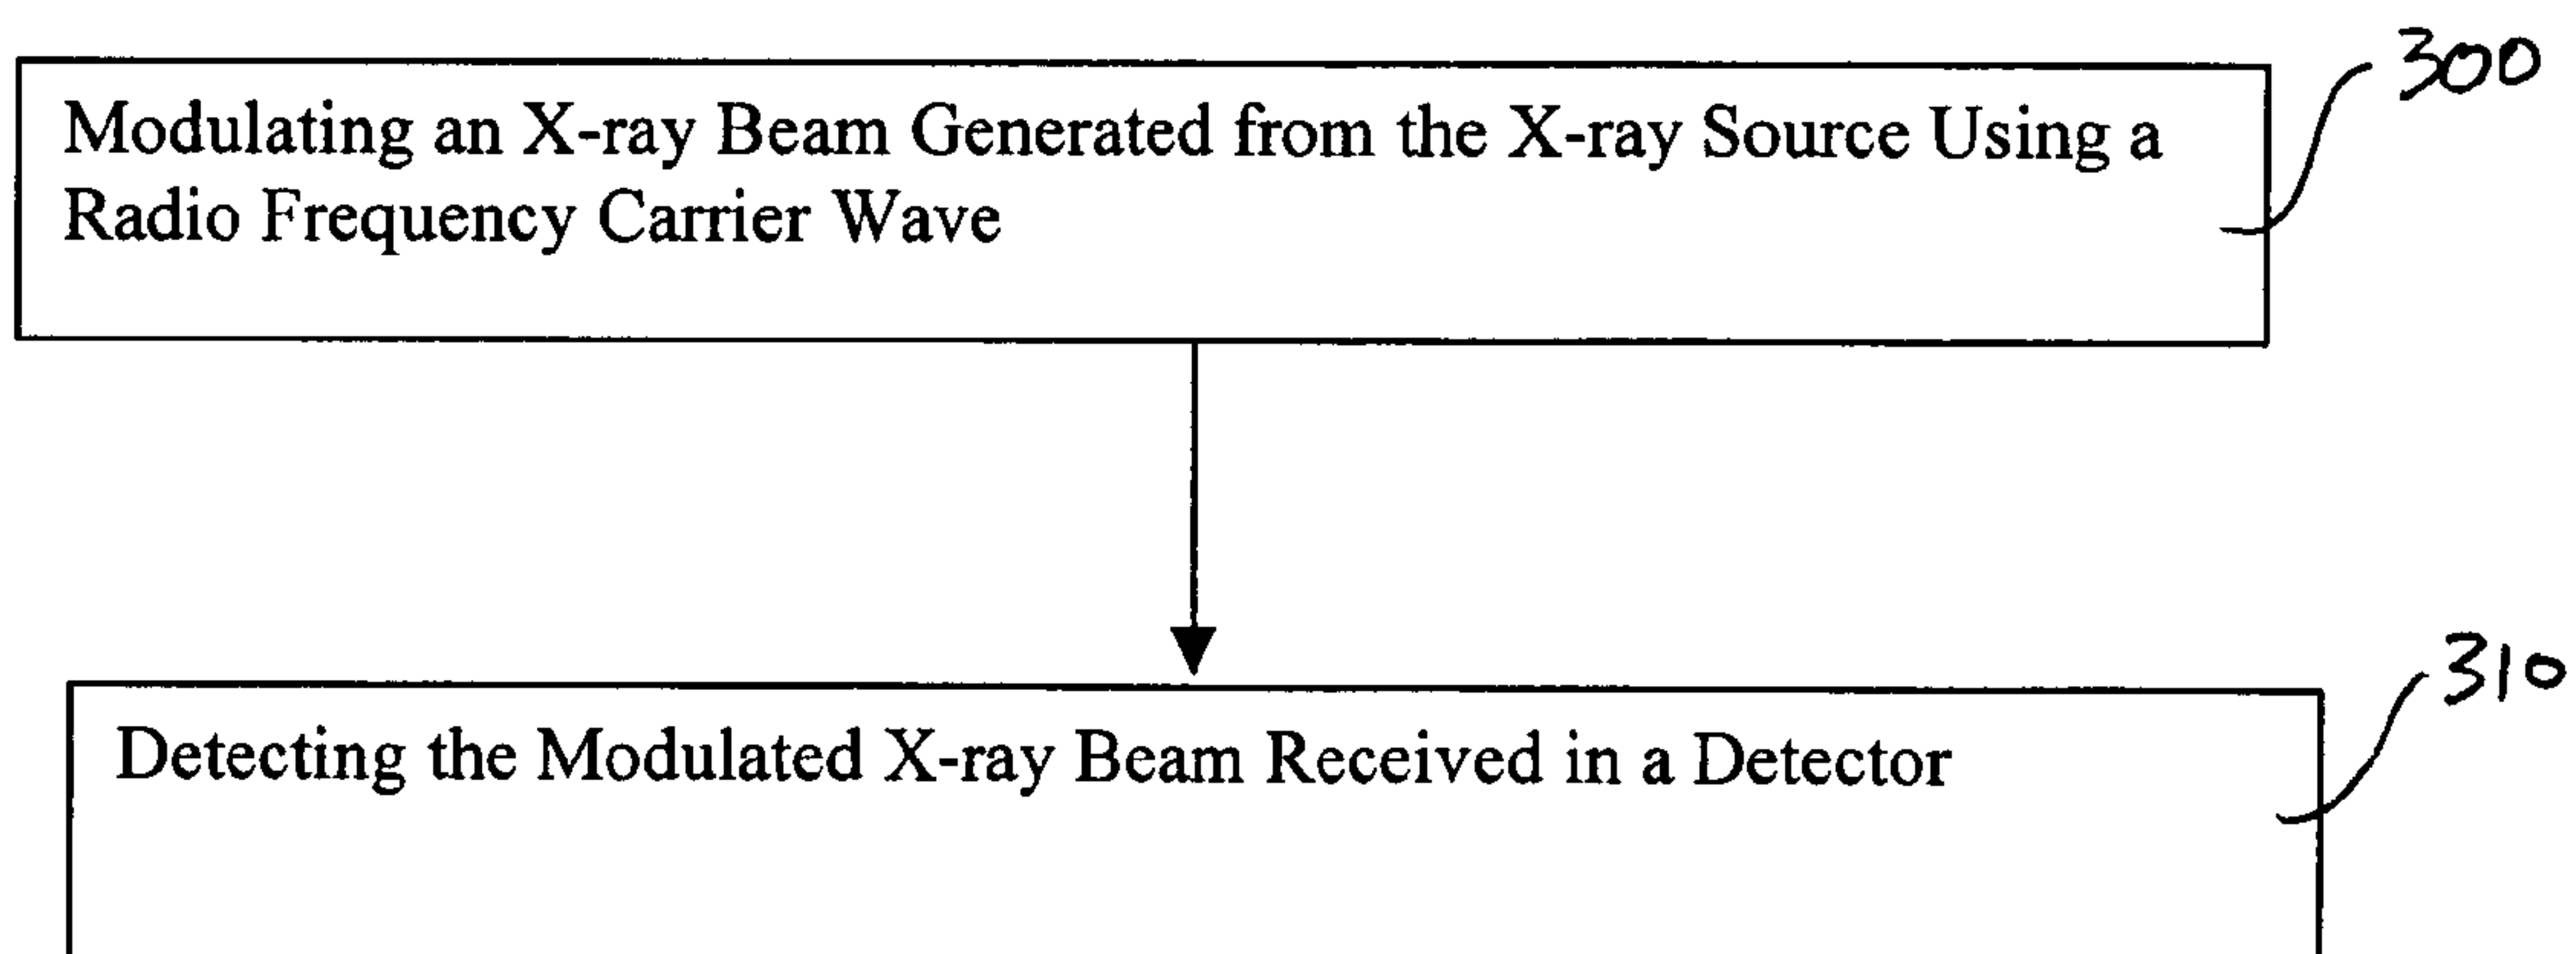 300
Modulating an X-ray Beam Generated from the X-ray Source Using a
Radio Frequency Carrier Wave
310
Detecting the Modulated X-ray Beam Received in a Detector